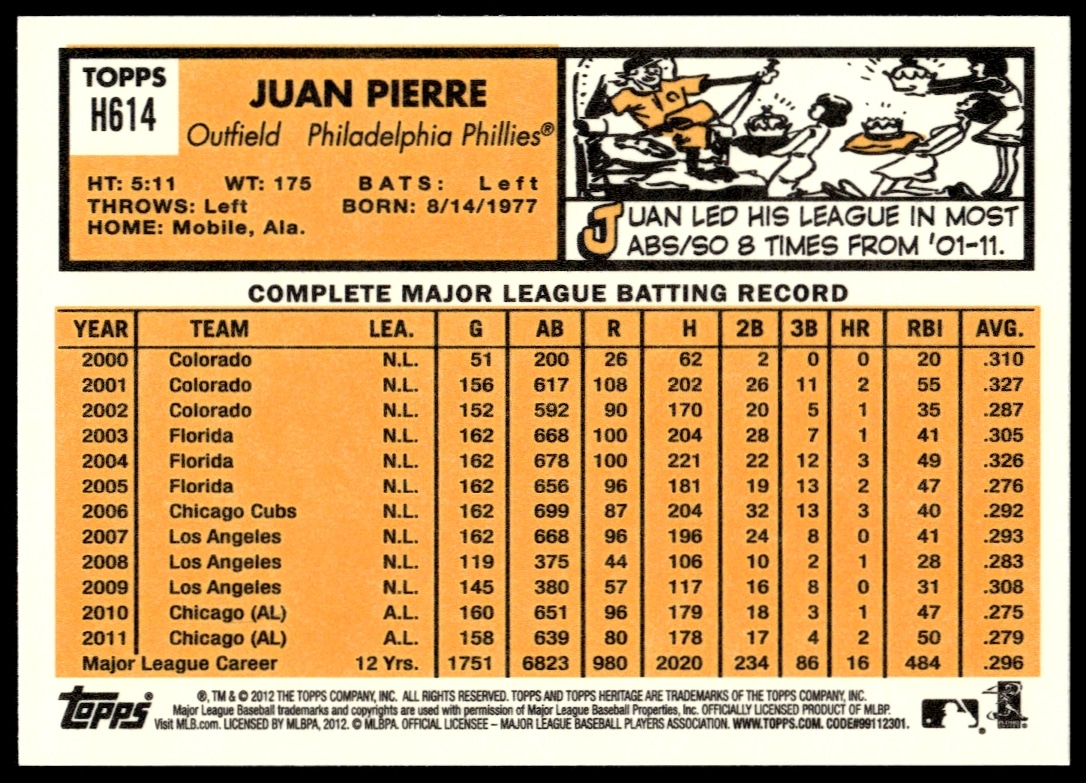 TOPPS
H614
JUAN PIERRE
Outfield Philadelphia Phillies®
HT: 5:11 WT: 175 BATS: Left
THROWS: Left BORN: 8/14/1977
HOME: Mobile, Ala.
JUAN LED HIS LEAGUE IN MOST
ABS/SO 8 TIMES FROM '01-11.
COMPLETE MAJOR LEAGUE BATTING RECORD
YEAR TEAM LEA. G AB R H 2B 3B HR RBI AVG.
2000 Colorado N.L. 51 200 26 62 2 0 0 20 .310
2001 Colorado N.L. 156 617 108 202 26 11 2 55 .327
2002 Colorado N.L. 152 592 90 170 20 5 1 35 .287
2003 Florida N.L. 162 668 100 204 28 7 1 41 .305
2004 Florida N.L. 162 678 100 221 22 12 3 49 .326
2005 Florida N.L. 162 656 96 181 19 13 2 47 .276
2006 Chicago Cubs N.L. 162 699 87 204 32 13 3 40 .292
2007 Los Angeles N.L. 162 668 96 196 24 8 0 41 .293
2008 Los Angeles N.L. 119 375 44 106 10 2 1 28 .283
2009 Los Angeles N.L. 145 380 57 117 16 8 0 31 .308
2010 Chicago (AL) A.L. 160 651 96 179 18 3 1 47 .275
2011 Chicago (AL) A.L. 158 639 80 178 17 4 2 50 .279
Major League Career 12 Yrs. 1751 6823 980 2020 234 86 16 484 .296
Topps®
®, TM & © 2012 THE TOPPS COMPANY, INC. ALL RIGHTS RESERVED. TOPPS AND TOPPS HERITAGE ARE TRADEMARKS OF THE TOPPS COMPANY, INC.
Major League Baseball trademarks and copyrights are used with permission of Major League Baseball Properties, Inc. OFFICIALLY LICENSED PRODUCT OF MLBP.
Visit MLB.com. LICENSED BY MLBPA, 2012. © MLBPA. OFFICIAL LICENSEE – MAJOR LEAGUE BASEBALL PLAYERS ASSOCIATION. WWW.TOPPS.COM. CODE#99112301.